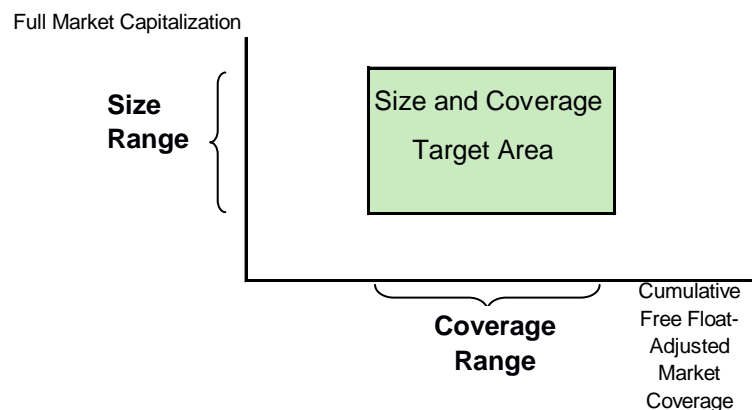 Full Market Capitalization
Size
Range
Size and Coverage
Target Area
Coverage
Range
Cumulative
Free Float-
Adjusted
Market
Coverage